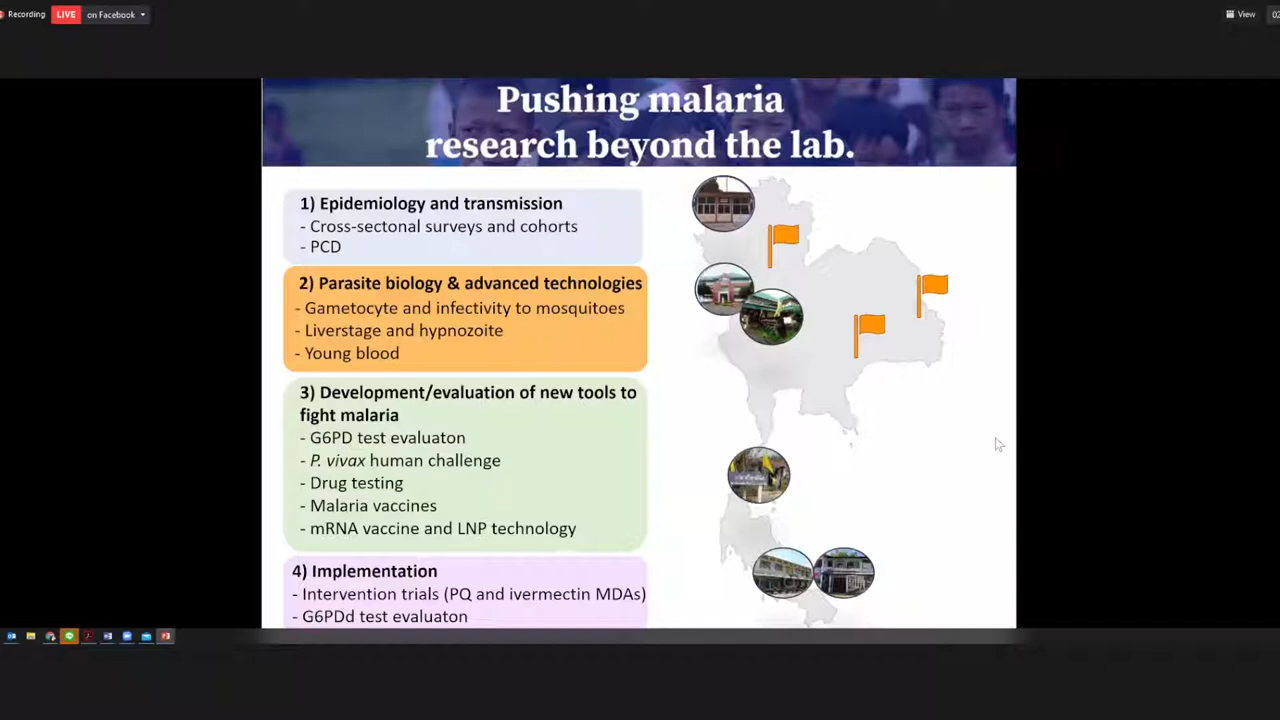 Recording
LIVE on Facebook
View
Pushing malaria
research beyond the lab.
1) Epidemiology and transmission
- Cross-sectonal surveys and cohorts
- PCD
2) Parasite biology & advanced technologies
- Gametocyte and infectivity to mosquitoes
- Liverstage and hypnozoite
- Young blood
3) Development/evaluation of new tools to
fight malaria
- G6PD test evaluaton
- P. vivax human challenge
- Drug testing
- Malaria vaccines
- mRNA vaccine and LNP technology
4) Implementation
- Intervention trials (PQ and ivermectin MDAs)
- G6PDd test evaluaton